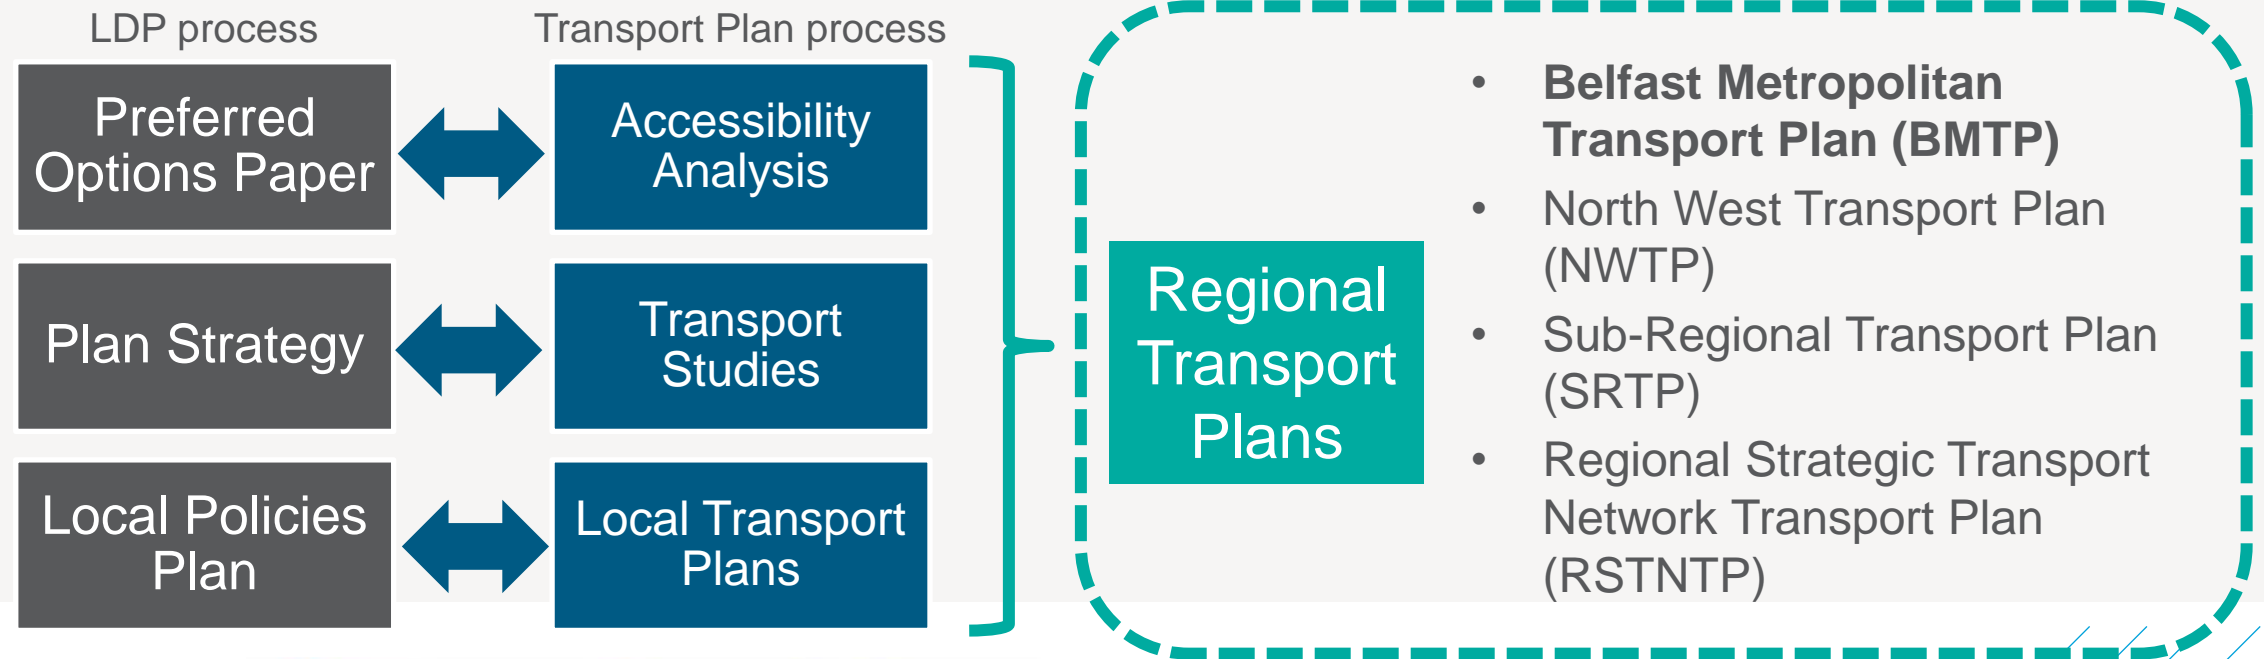 LDP process
Transport Plan process
Preferred
Options Paper
Accessibility
Analysis
Plan Strategy
Transport
Studies
Local Policies
Plan
Local Transport
Plans
Regional
Transport
Plans
• Belfast Metropolitan
Transport Plan (BMTP)
• North West Transport Plan
(NWTP)
• Sub-Regional Transport Plan
(SRTP)
• Regional Strategic Transport
Network Transport Plan
(RSTNTP)